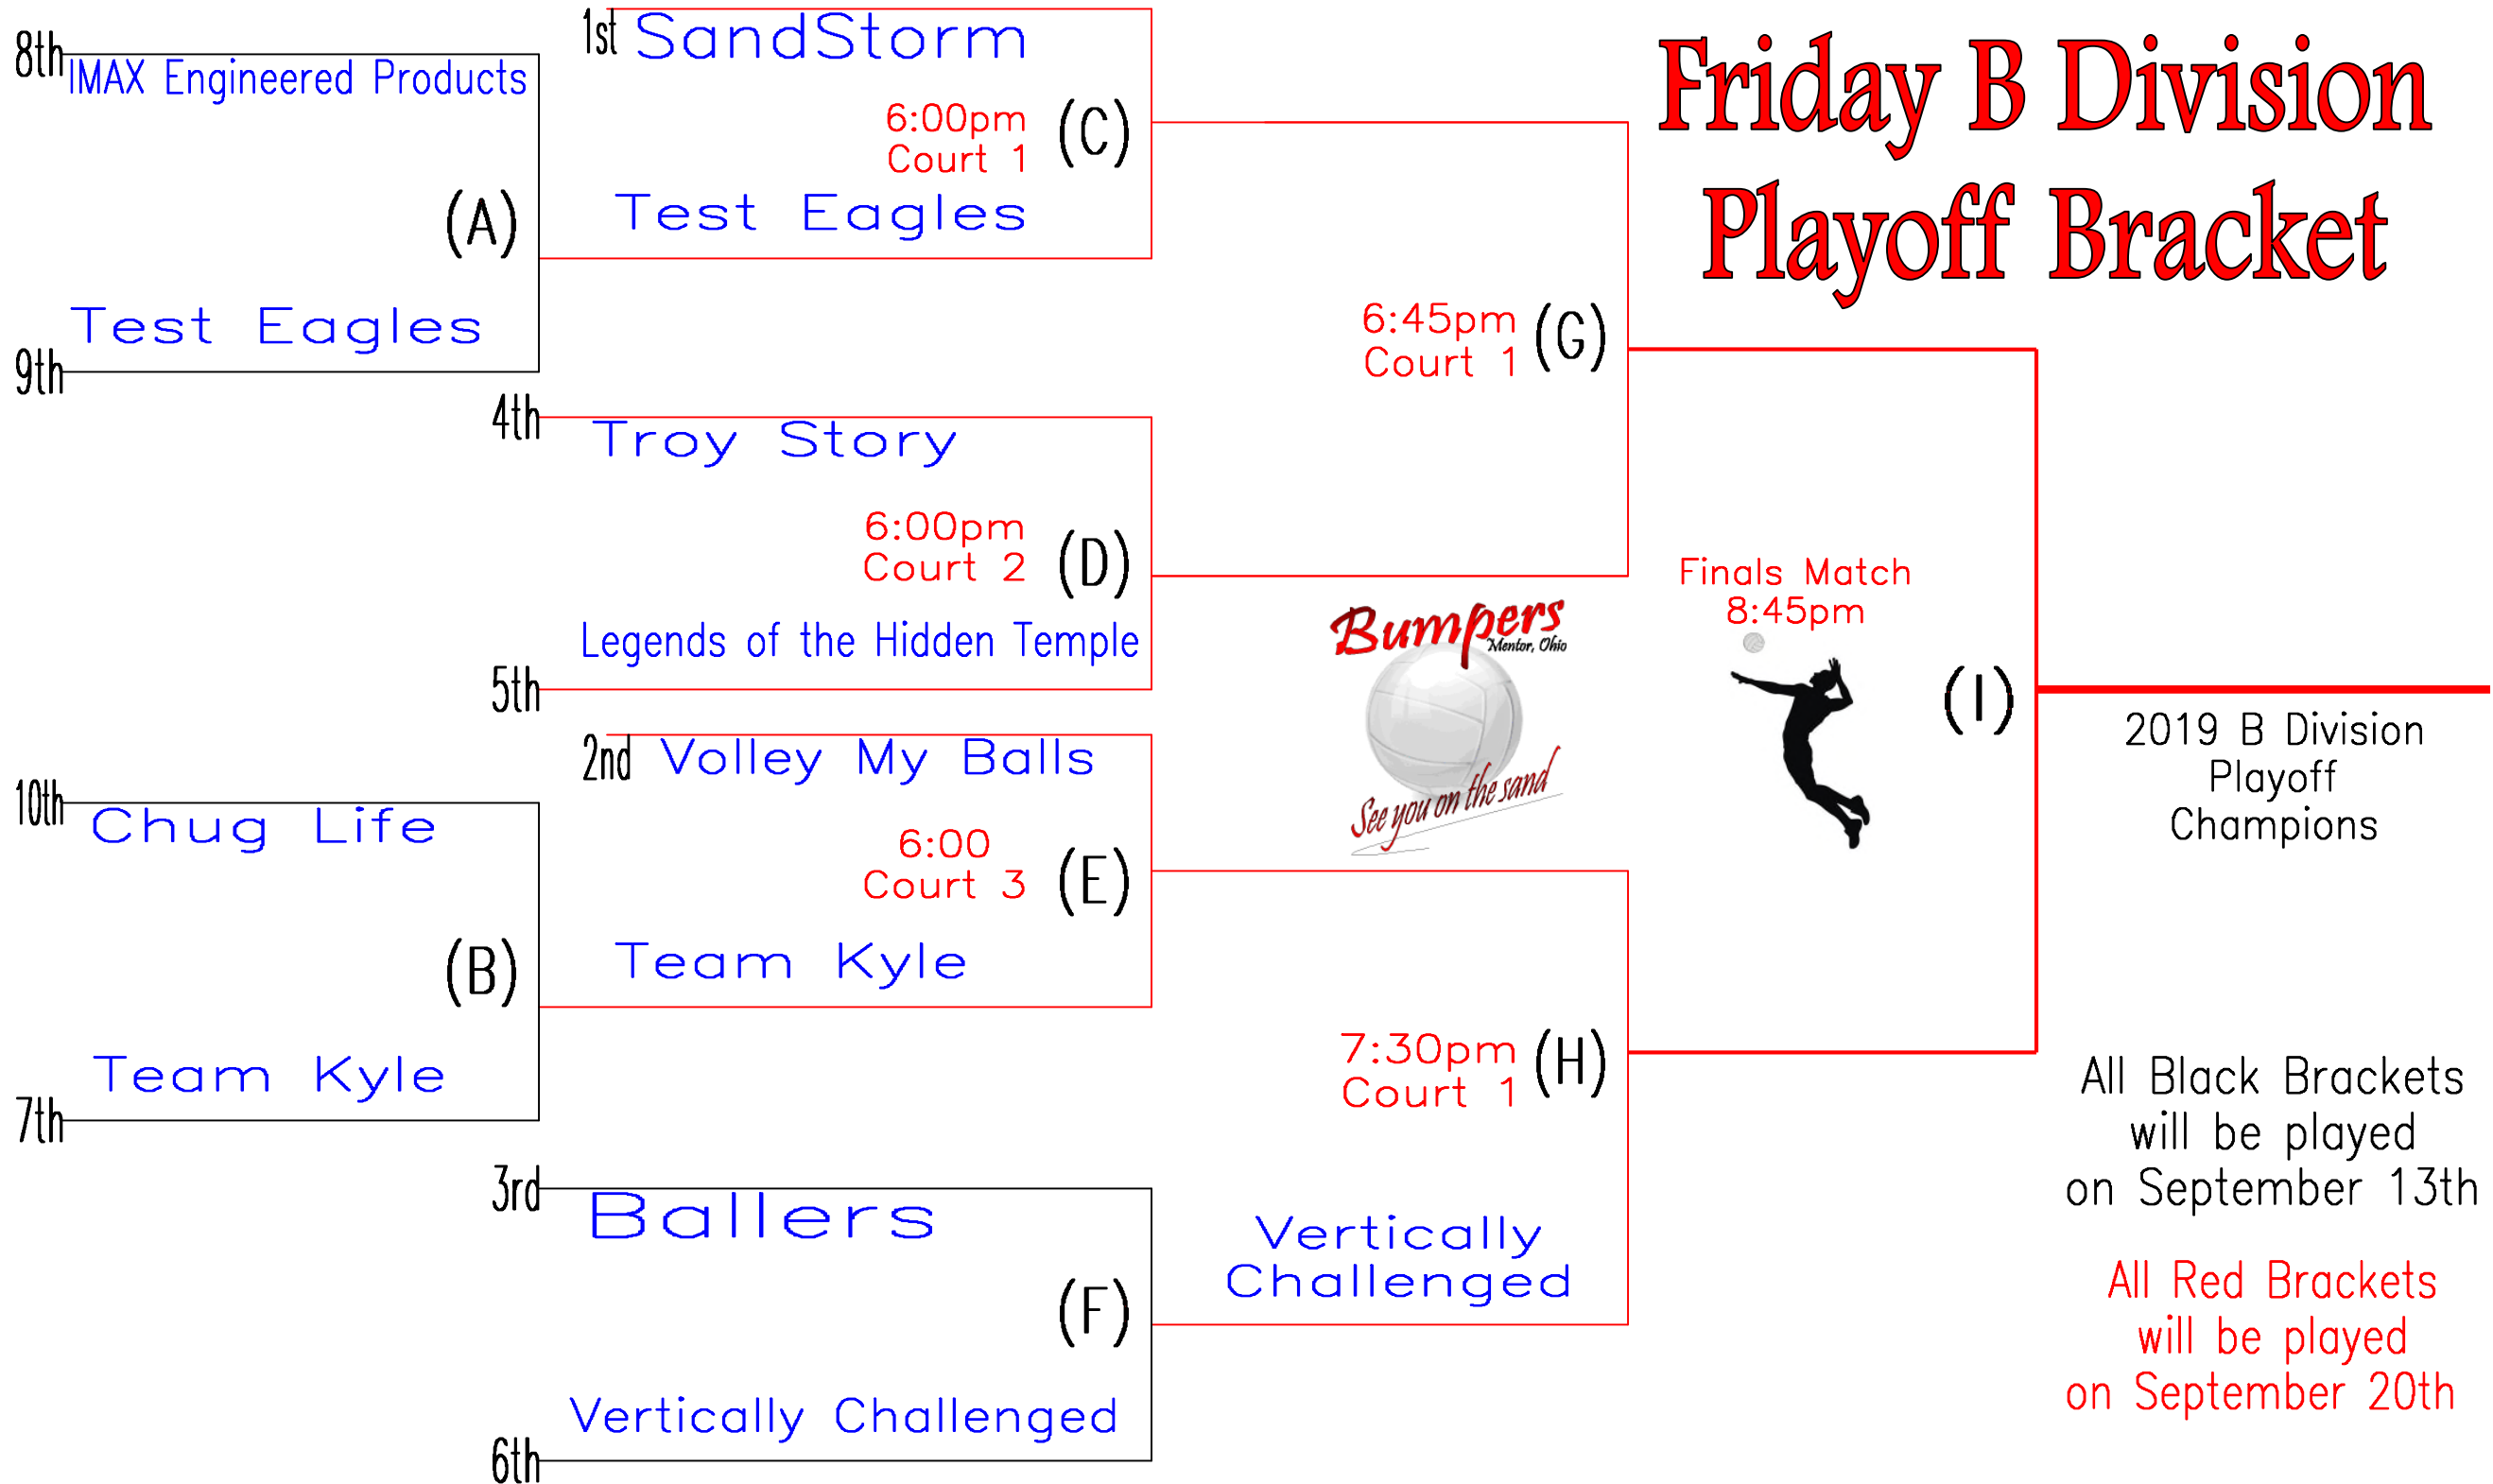 Friday B Division
Playoff Bracket
8th
IMAX Engineered Products
(A)
Test Eagles
9th
1st
SandStorm
6:00pm
Court 1
(C)
Test Eagles
4th
Troy Story
6:00pm
Court 2
(D)
Legends of the Hidden Temple
5th
10th
Chug Life
(B)
Team Kyle
7th
2nd
Volley My Balls
6:00
Court 3
(E)
Team Kyle
3rd
Ballers
(F)
Vertically Challenged
6th
6:45pm
Court 1
(G)
Bumpers
Mentor, Ohio
See you on the sand
7:30pm
Court 1
(H)
Vertically
Challenged
Finals Match
8:45pm
(I)
2019 B Division
Playoff
Champions
All Black Brackets
will be played
on September 13th
All Red Brackets
will be played
on September 20th